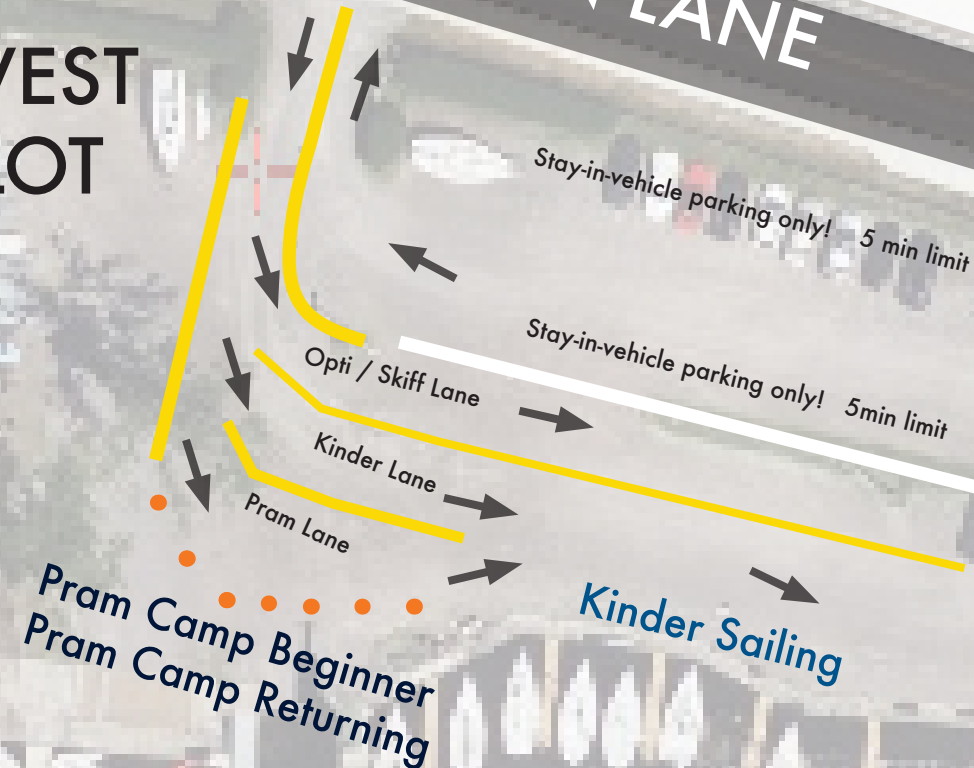 LANE
VEST
LOT
Stay-in-vehicle parking only! 5 min limit
Stay-in-vehicle parking only! 5min limit
Opti / Skiff Lane
Kinder Lane
Pram Lane
Kinder Sailing
Pram Camp Beginner
Pram Camp Returning